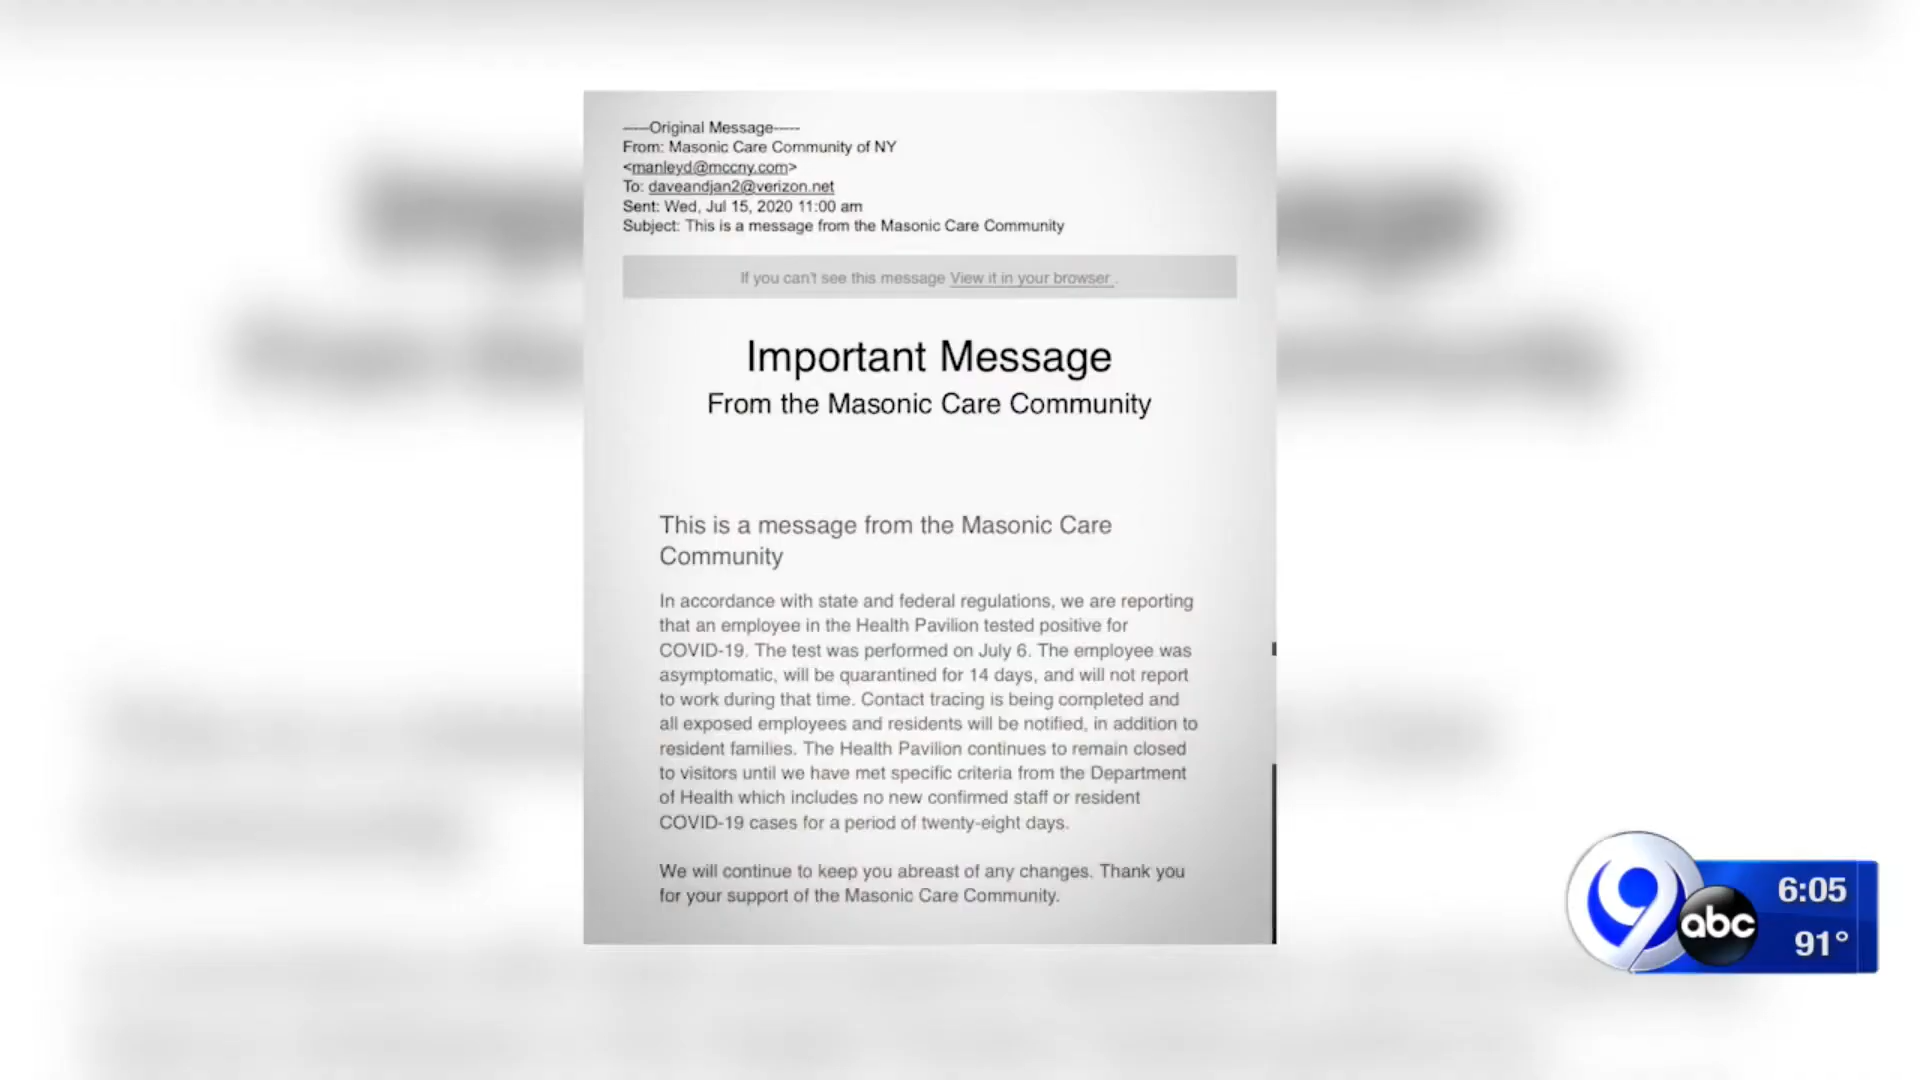 -----Original Message-----
From: Masonic Care Community of NY
<manleyd@mccny.com>
To: daveandjan2@verizon.net
Sent: Wed, Jul 15, 2020 11:00 am
Subject: This is a message from the Masonic Care Community
If you can't see this message View it in your browser .
Important Message
From the Masonic Care Community
This is a message from the Masonic Care
Community
In accordance with state and federal regulations, we are reporting
that an employee in the Health Pavilion tested positive for
COVID-19. The test was performed on July 6. The employee was
asymptomatic, will be quarantined for 14 days, and will not report
to work during that time. Contact tracing is being completed and
all exposed employees and residents will be notified, in addition to
resident families. The Health Pavilion continues to remain closed
to visitors until we have met specific criteria from the Department
of Health which includes no new confirmed staff or resident
COVID-19 cases for a period of twenty-eight days.
We will continue to keep you abreast of any changes. Thank you
for your support of the Masonic Care Community.
9 abc 6:05
91°